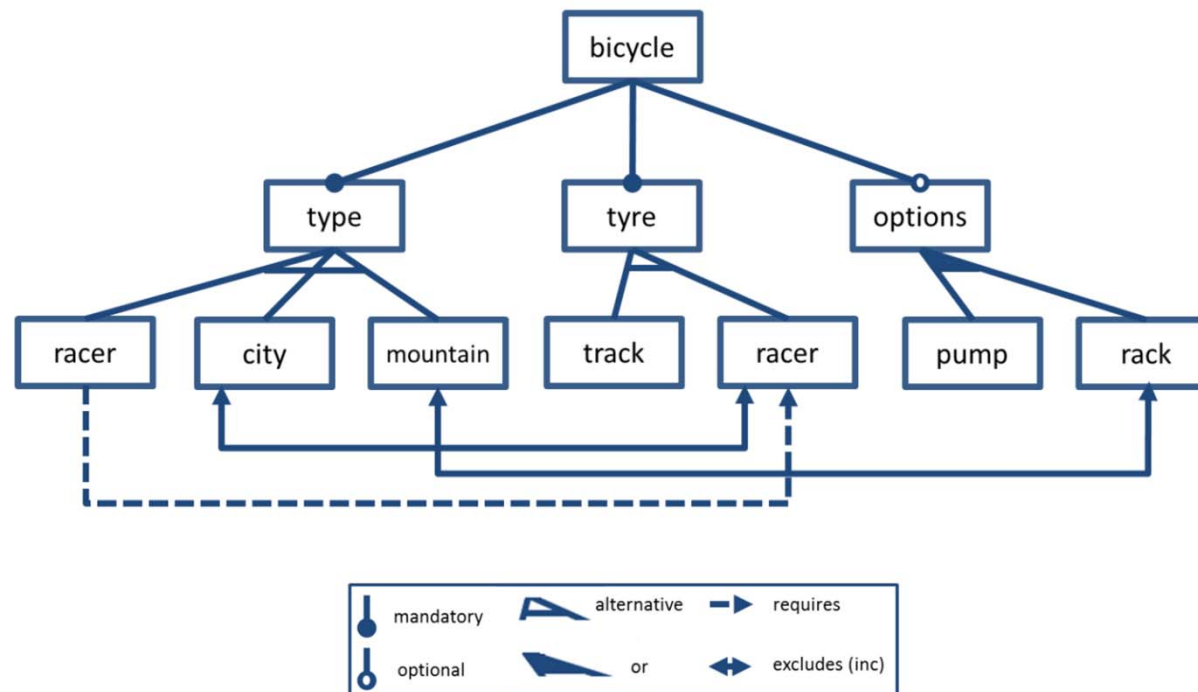 bicycle
type tyre options
racer city mountain track racer pump rack
mandatory alternative requires
optional or excludes (inc)